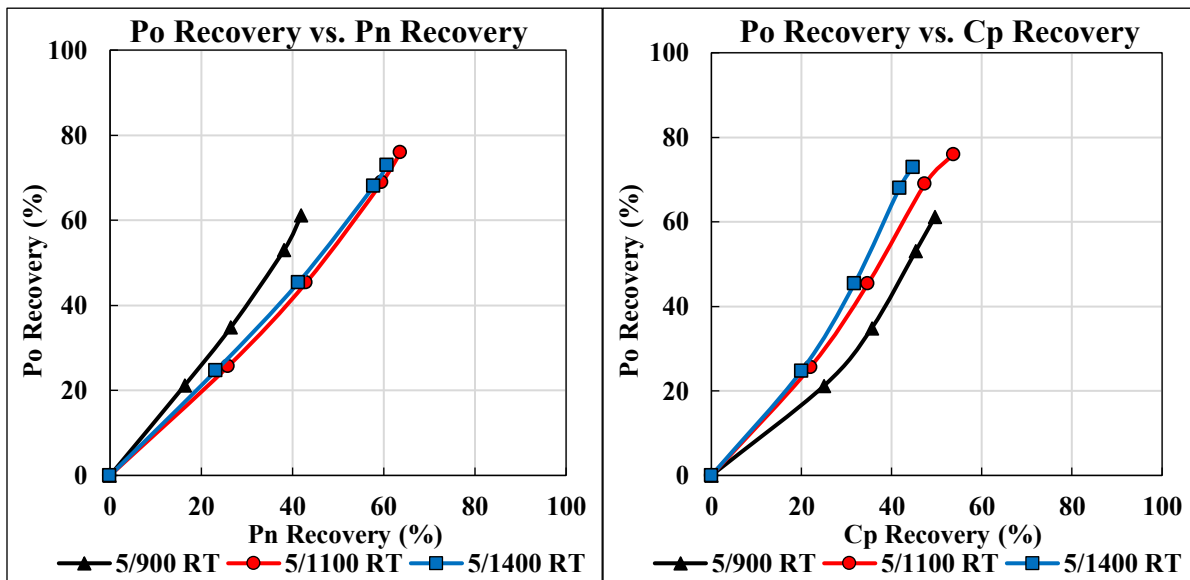 Po Recovery vs. Pn Recovery
100
80
60
40
20
0
Po Recovery (%)
0 20 40 60 80 100
Pn Recovery (%)
5/900 RT 5/1100 RT 5/1400 RT
Po Recovery vs. Cp Recovery
100
80
60
40
20
0
Po Recovery (%)
0 20 40 60 80 100
Cp Recovery (%)
5/900 RT 5/1100 RT 5/1400 RT